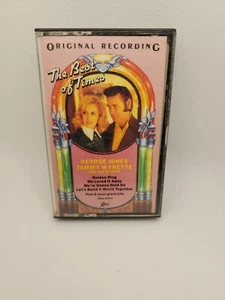 ORIGINAL RECORDING
The Best
of Times
GEORGE JONES
TAMMY WYNETTE
Golden Ring
We Loved It Away
We're Gonna Hold On
Let's Build A World Together